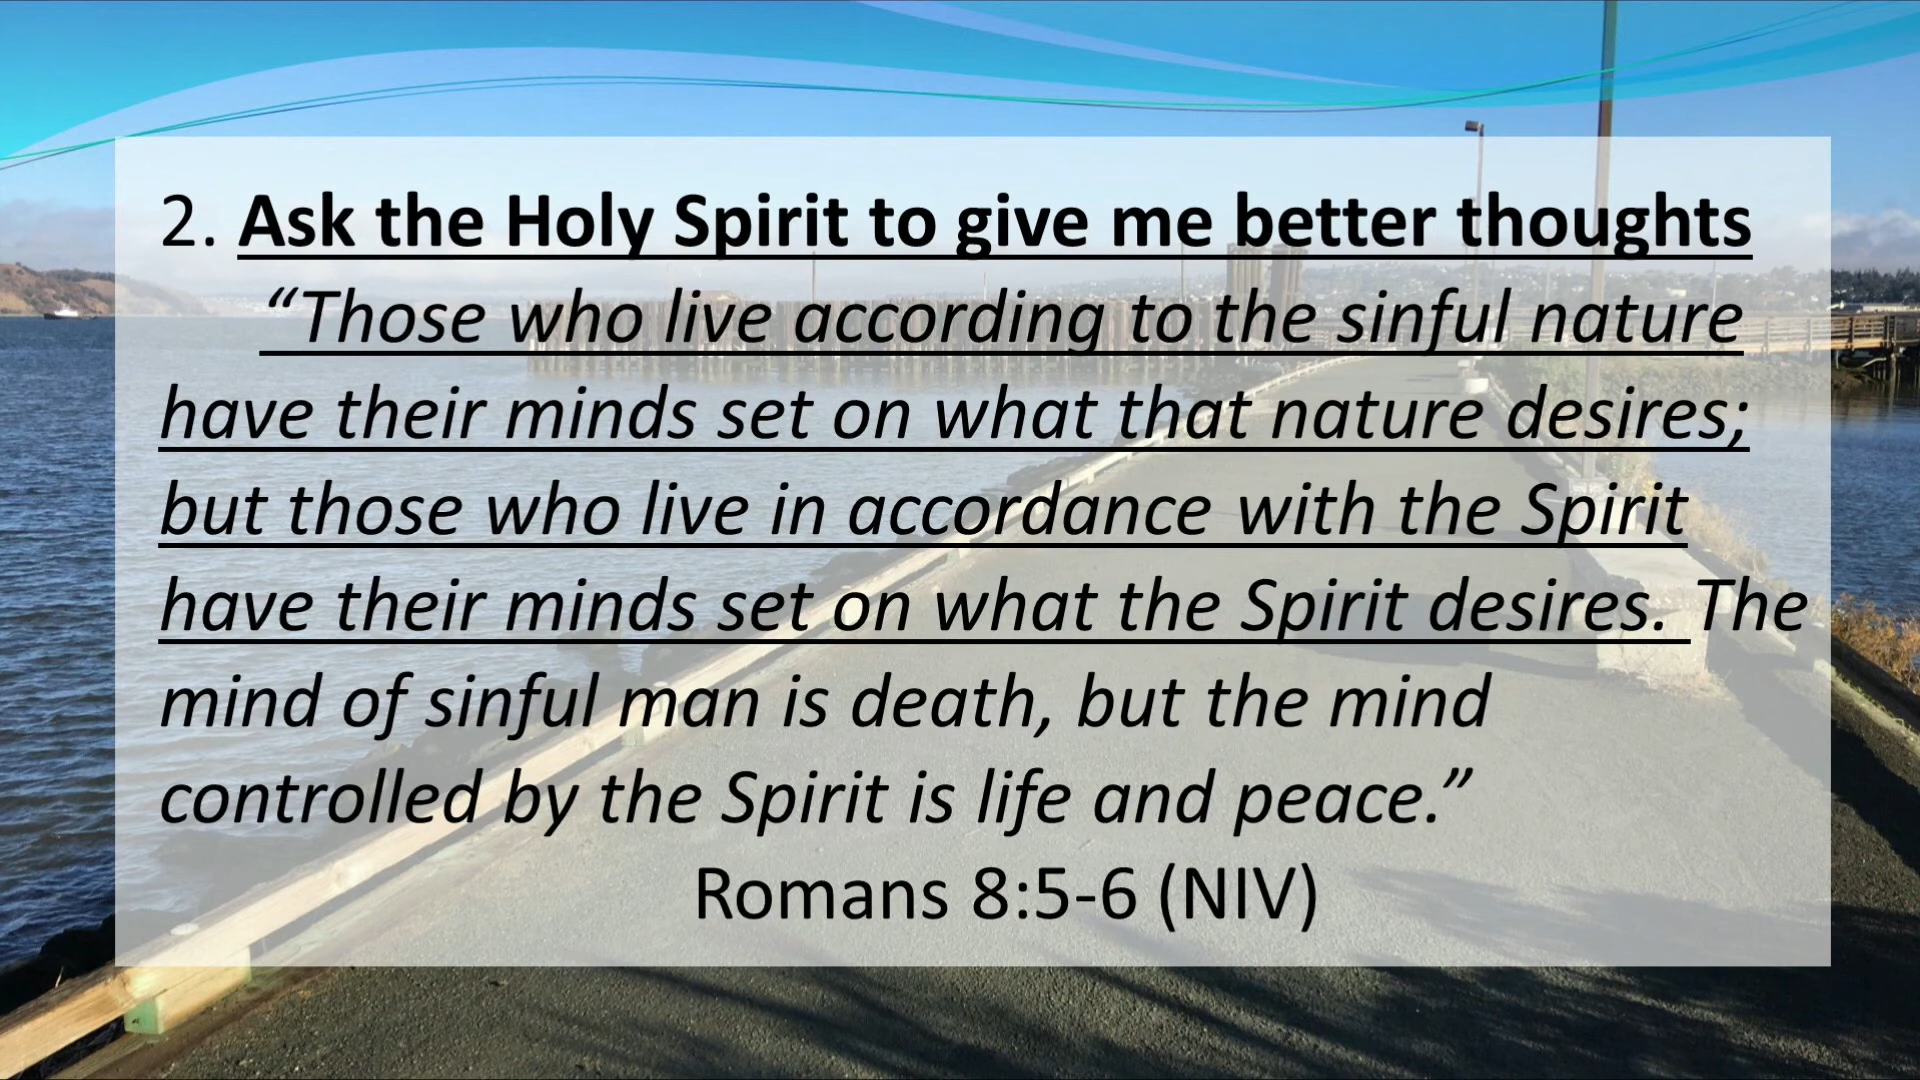 2. Ask the Holy Spirit to give me better thoughts
“Those who live according to the sinful nature
have their minds set on what that nature desires;
but those who live in accordance with the Spirit
have their minds set on what the Spirit desires. The
mind of sinful man is death, but the mind
controlled by the Spirit is life and peace.”
Romans 8:5-6 (NIV)